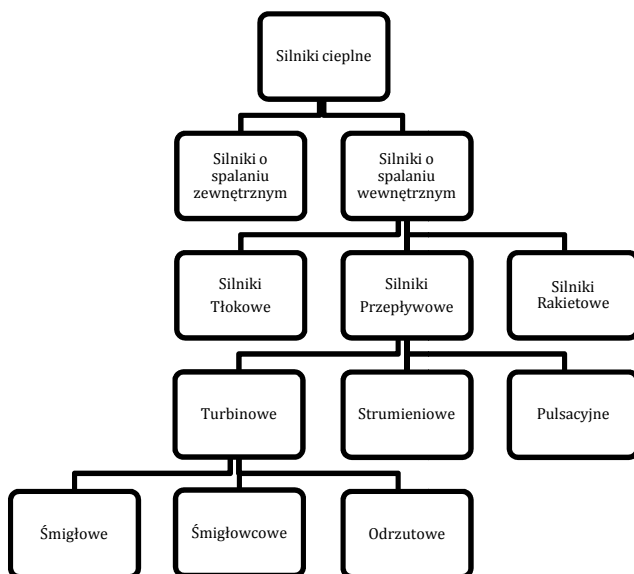 Silniki cieplne
Silniki o
spalaniu
zewnętrznym
Silniki o
spalaniu
wewnętrznym
Silniki
Tłokowe
Silniki
Przepływowe
Silniki
Rakietowe
Turbinowe
Strumieniowe
Pulsacyjne
Śmigłowe
Śmigłowcowe
Odrzutowe